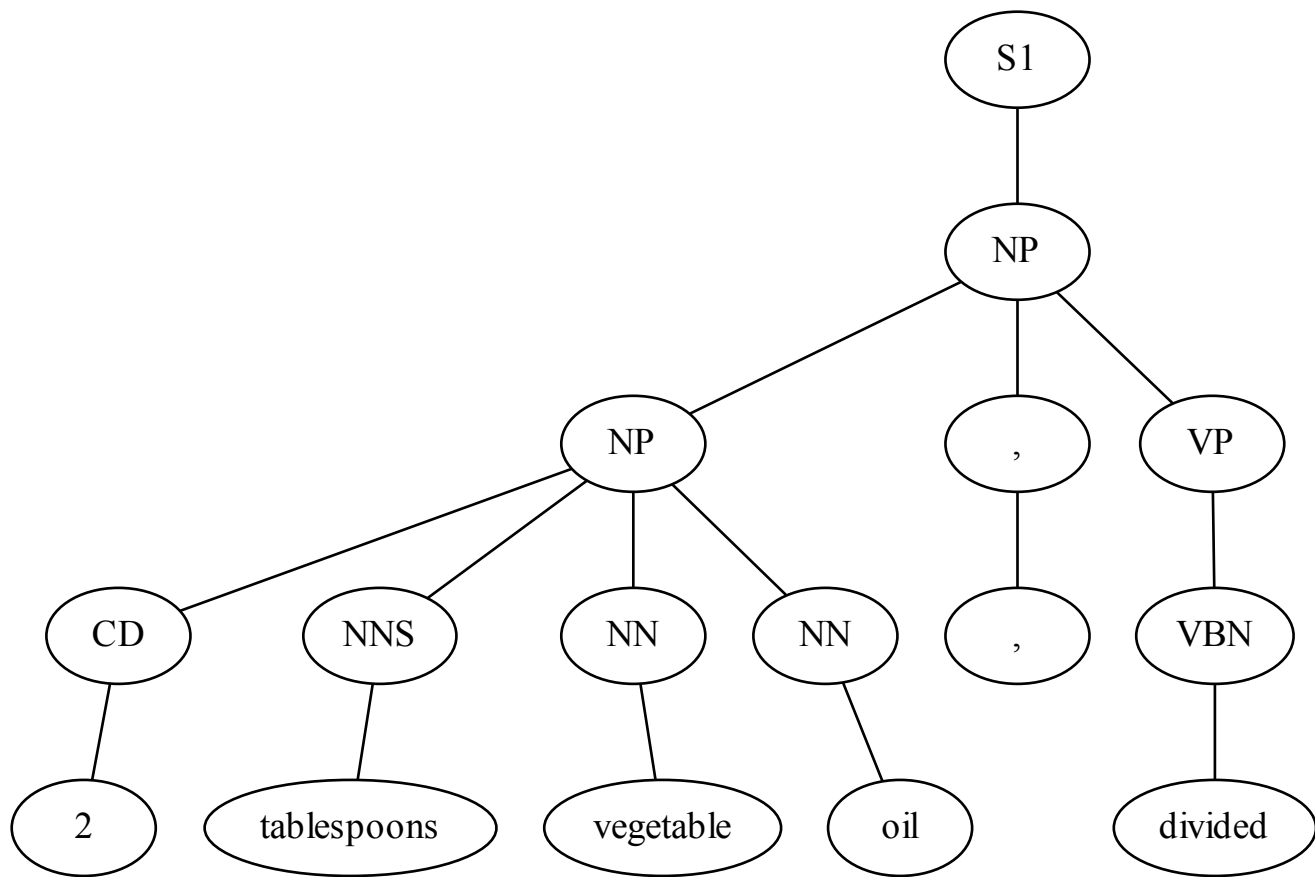 S1
NP
NP , VP
CD NNS NN NN , VBN
2 tablespoons vegetable oil divided